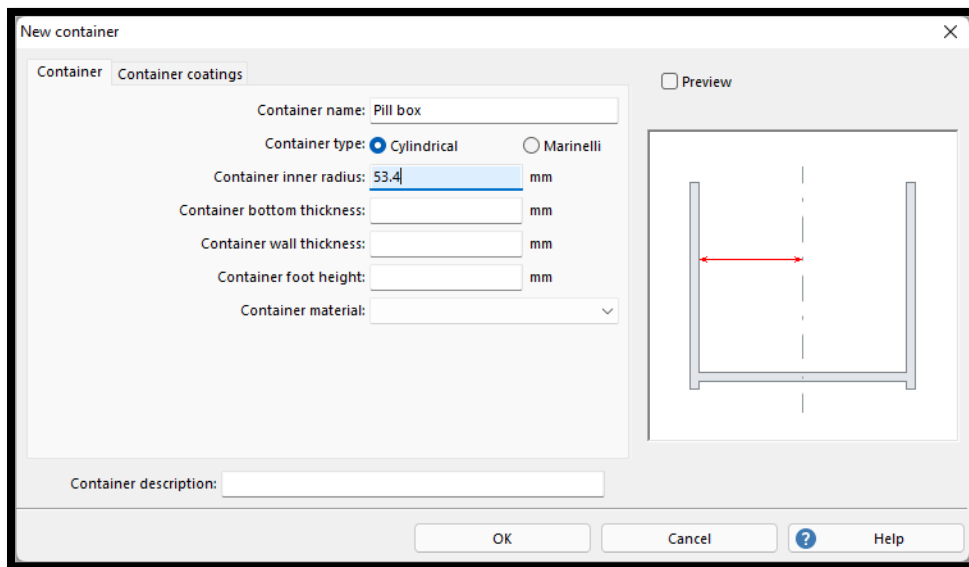 New container
Container Container coatings
Preview
Container name: Pill box
Container type: Cylindrical Marinelli
Container inner radius: 53.4 mm
Container bottom thickness: mm
Container wall thickness: mm
Container foot height: mm
Container material:
Container description:
OK Cancel ? Help